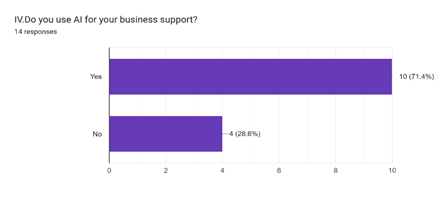 IV.Do you use AI for your business support?
14 responses
Yes
10 (71.4%)
No
4 (28.6%)
0 2 4 6 8 10